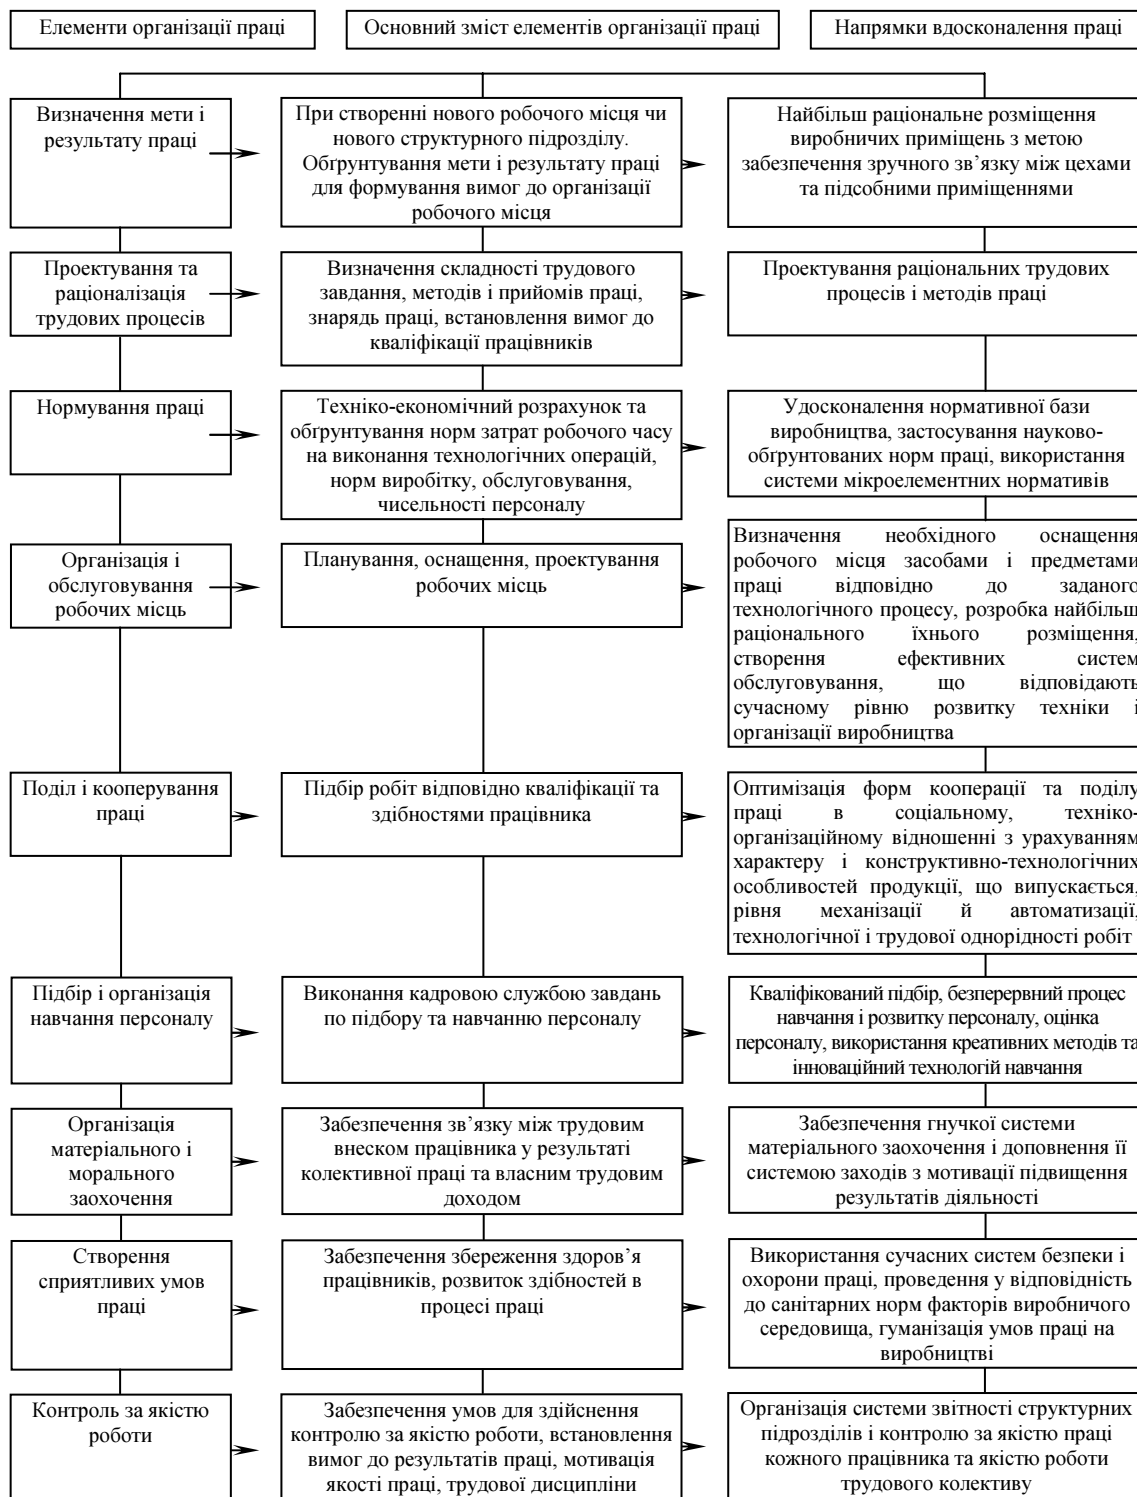 Елементи організації праці
Основний зміст елементів організації праці
Напрямки вдосконалення праці
Визначення мети і
результату праці
При створенні нового робочого місця чи
нового структурного підрозділу.
Обґрунтування мети і результату праці
для формування вимог до організації
робочого місця
Найбільш раціональне розміщення
виробничих приміщень з метою
забезпечення зручного зв’язку між цехами
та підсобними приміщеннями
Проектування та
раціоналізація
трудових процесів
Визначення складності трудового
завдання, методів і прийомів праці,
знарядь праці, встановлення вимог до
кваліфікації працівників
Проектування раціональних трудових
процесів і методів праці
Нормування праці
Техніко-економічний розрахунок та
обґрунтування норм затрат робочого часу
на виконання технологічних операцій,
норм виробітку, обслуговування,
чисельності персоналу
Удосконалення нормативної бази
виробництва, застосування науково-
обґрунтованих норм праці, використання
системи мікроелементних нормативів
Організація і
обслуговування
робочих місць
Планування, оснащення, проектування
робочих місць
Визначення необхідного оснащення
робочого місця засобами і предметами
праці відповідно до заданого
технологічного процесу, розробка найбільш
раціонального їхнього розміщення,
створення ефективних систем
обслуговування, що відповідають
сучасному рівню розвитку техніки і
організації виробництва
Поділ і кооперування
праці
Підбір робіт відповідно кваліфікації та
здібностями працівника
Оптимізація форм кооперації та поділу
праці в соціальному, техніко-
організаційному відношенні з урахуванням
характеру і конструктивно-технологічних
особливостей продукції, що випускається,
рівня механізації й автоматизації,
технологічної і трудової однорідності робіт
Підбір і організація
навчання персоналу
Виконання кадровою службою завдань
по підбору та навчанню персоналу
Кваліфікований підбір, безперервний процес
навчання і розвитку персоналу, оцінка
персоналу, використання креативних методів та
інноваційний технологій навчання
Організація
матеріального і
морального
заохочення
Забезпечення зв’язку між трудовим
внеском працівника у результаті
колективної праці та власним трудовим
доходом
Забезпечення гнучкої системи
матеріального заохочення і доповнення її
системою заходів з мотивації підвищення
результатів діяльності
Створення
сприятливих умов
праці
Забезпечення збереження здоров’я
працівників, розвиток здібностей в
процесі праці
Використання сучасних систем безпеки і
охорони праці, проведення у відповідність
до санітарних норм факторів виробничого
середовища, гуманізація умов праці на
виробництві
Контроль за якістю
роботи
Забезпечення умов для здійснення
контролю за якістю роботи, встановлення
вимог до результатів праці, мотивація
якості праці, трудової дисципліни
Організація системи звітності структурних
підрозділів і контролю за якістю праці
кожного працівника та якістю роботи
трудового колективу